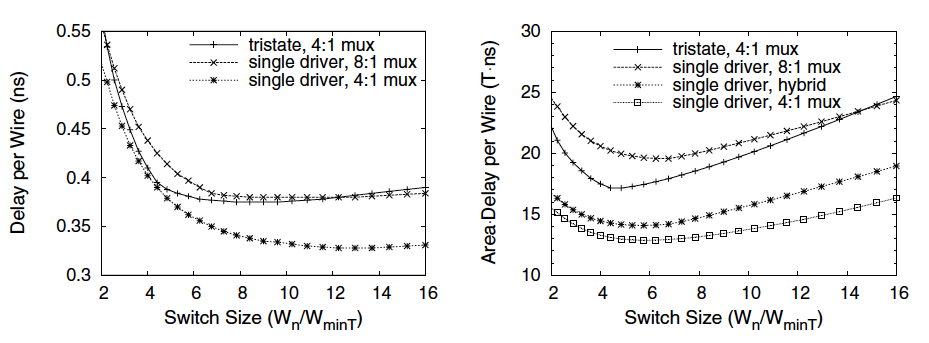 Delay per Wire (ns)
0.55
0.5
0.45
0.4
0.35
0.3
tristate, 4:1 mux
single driver, 8:1 mux
single driver, 4:1 mux
2 4 6 8 10 12 14 16
Switch Size (Wn/WminT)
Area·Delay per Wire (T·ns)
30
25
20
15
10
tristate, 4:1 mux
single driver, 8:1 mux
single driver, hybrid
single driver, 4:1 mux
2 4 6 8 10 12 14 16
Switch Size (Wn/WminT)